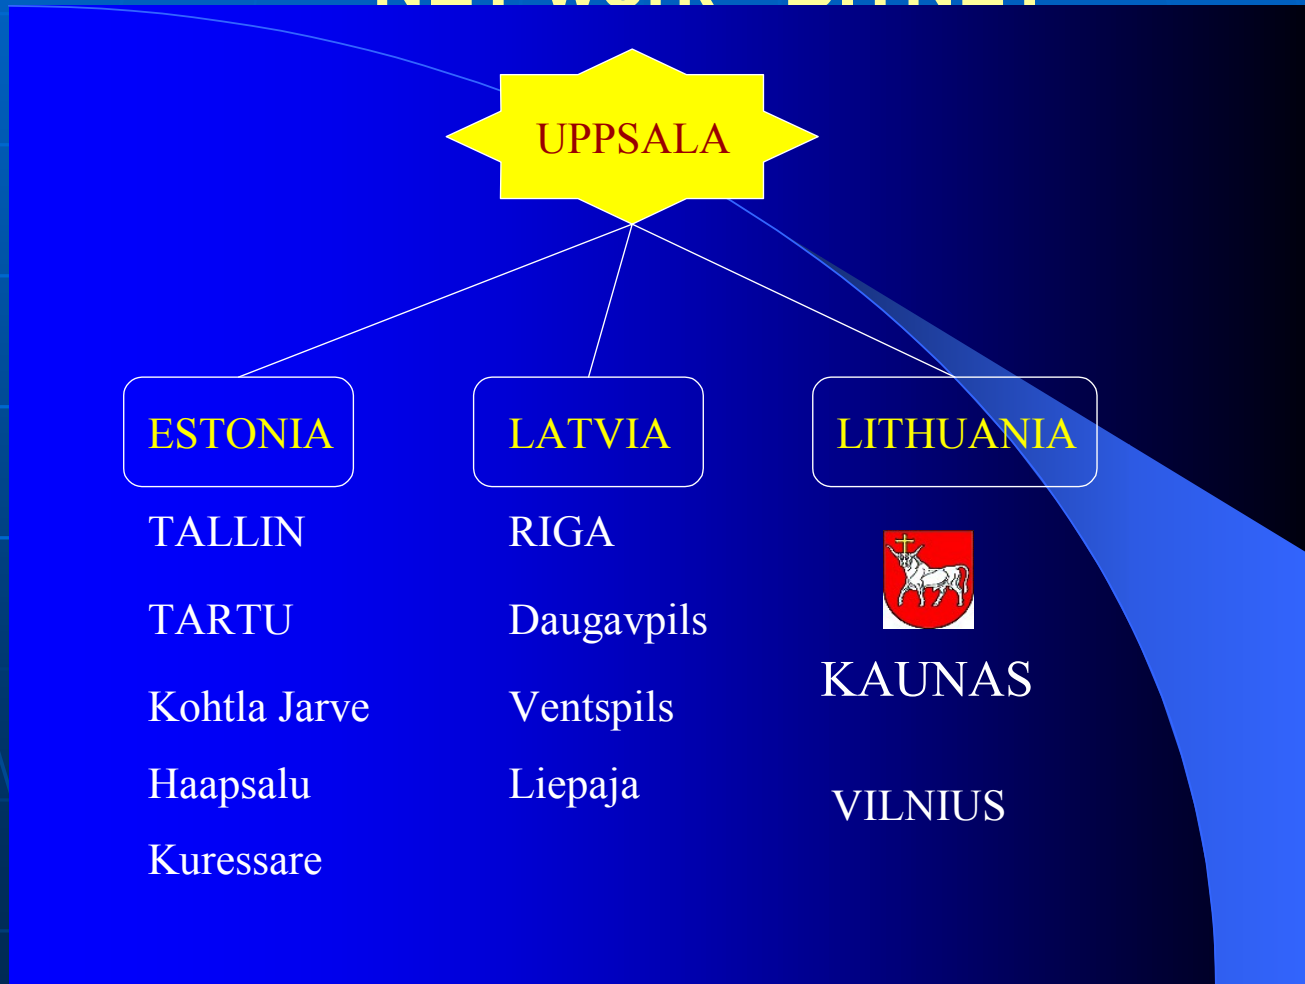 UPPSALA
ESTONIA
TALLIN
TARTU
Kohtla Jarve
Haapsalu
Kuressare
LATVIA
RIGA
Daugavpils
Ventspils
Liepaja
LITHUANIA
KAUNAS
VILNIUS